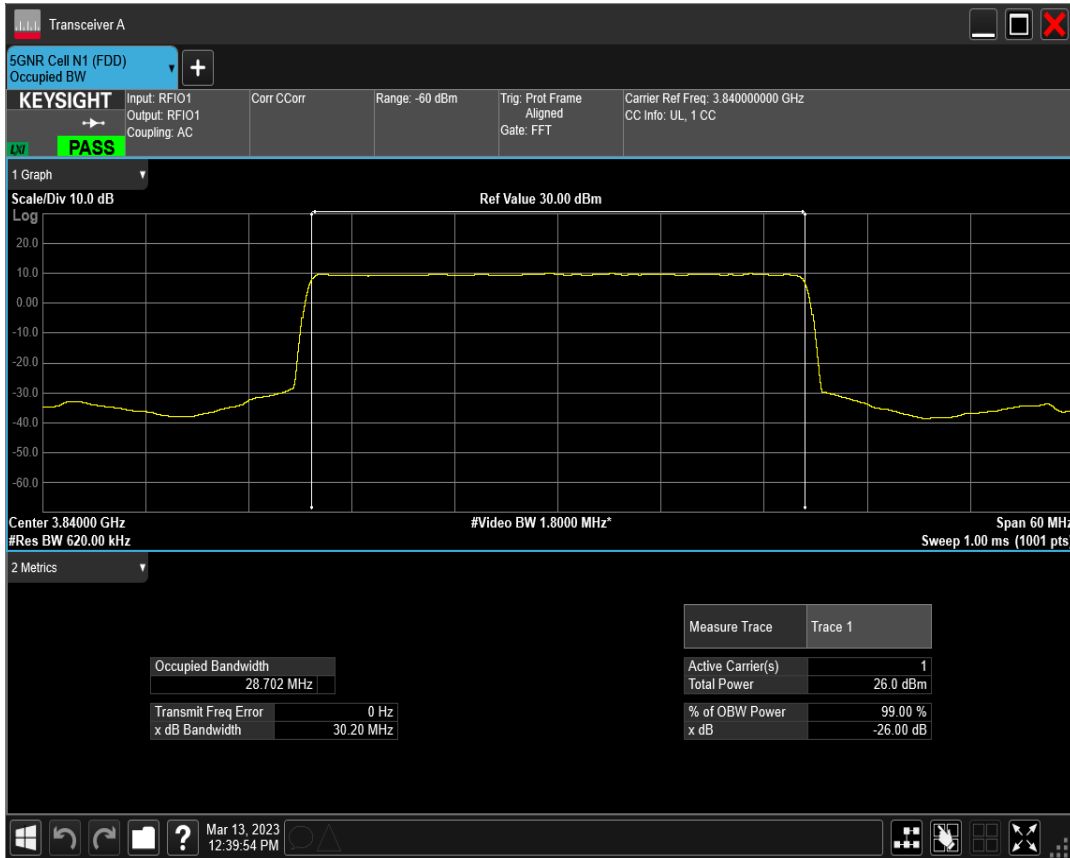 Transceiver A
5GNR Cell N1 (FDD)
Occupied BW
+
KEYSIGHT
LXI
PASS
Input: RFIO1
Output: RFIO1
Coupling: AC
Corr CCorr
Range: -60 dBm
Trig: Prot Frame
Aligned
Gate: FFT
Carrier Ref Freq: 3.840000000 GHz
CC Info: UL, 1 CC
1 Graph
Scale/Div 10.0 dB
Ref Value 30.00 dBm
Log
20.0
10.0
0.00
-10.0
-20.0
-30.0
-40.0
-50.0
-60.0
Center 3.84000 GHz
#Video BW 1.8000 MHz*
Span 60 MHz
#Res BW 620.00 kHz
Sweep 1.00 ms (1001 pts)
2 Metrics
Measure Trace Trace 1
Occupied Bandwidth
28.702 MHz
Active Carrier(s) 1
Total Power 26.0 dBm
Transmit Freq Error 0 Hz
x dB Bandwidth 30.20 MHz
% of OBW Power 99.00 %
x dB -26.00 dB
?
Mar 13, 2023
12:39:54 PM